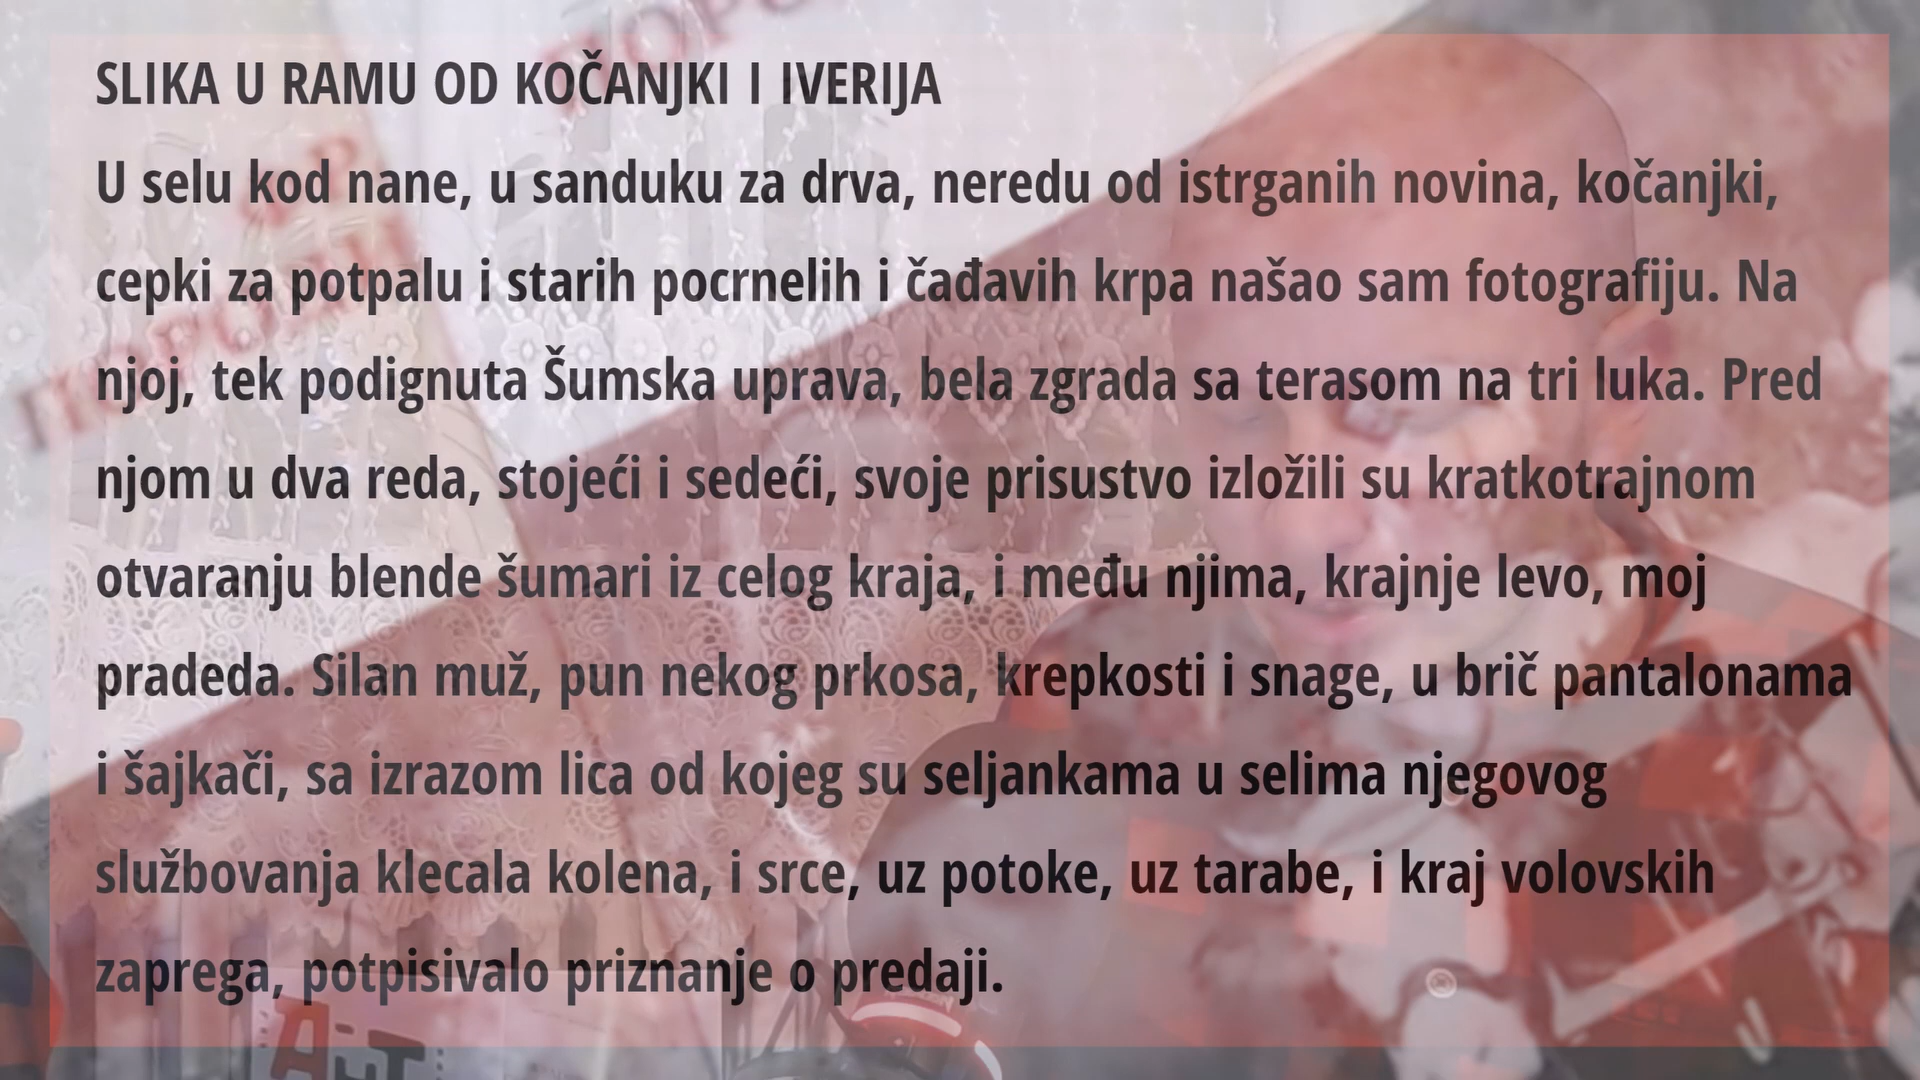 SLIKA U RAMU OD KOČANJKI I IVERIJA
U selu kod nane, u sanduku za drva, neredu od istrganih novina, kočanjki,
cepki za potpalu i starih pocrnelih i čađavih krpa našao sam fotografiju. Na
njoj, tek podignuta Šumska uprava, bela zgrada sa terasom na tri luka. Pred
njom u dva reda, stojeći i sedeći, svoje prisustvo izložili su kratkotrajnom
otvaranju blende šumari iz celog kraja, i među njima, krajnje levo, moj
pradeda. Silan muž, pun nekog prkosa, krepkosti i snage, u brič pantalonama
i šajkači, sa izrazom lica od kojeg su seljankama u selima njegovog
službovanja klecala kolena, i srce, uz potoke, uz tarabe, i kraj volovskih
zaprega, potpisivalo priznanje o predaji.